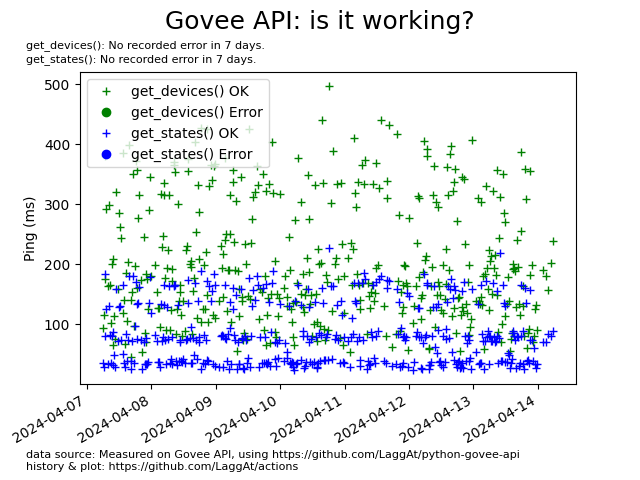 Govee API: is it working?
get_devices(): No recorded error in 7 days.
get_states(): No recorded error in 7 days.
get_devices() OK
get_devices() Error
get_states() OK
get_states() Error
Ping (ms)
500
400
300
200
100
2024-04-07
2024-04-08
2024-04-09
2024-04-10
2024-04-11
2024-04-12
2024-04-13
2024-04-14
data source: Measured on Govee API, using https://github.com/LaggAt/python-govee-api
history & plot: https://github.com/LaggAt/actions